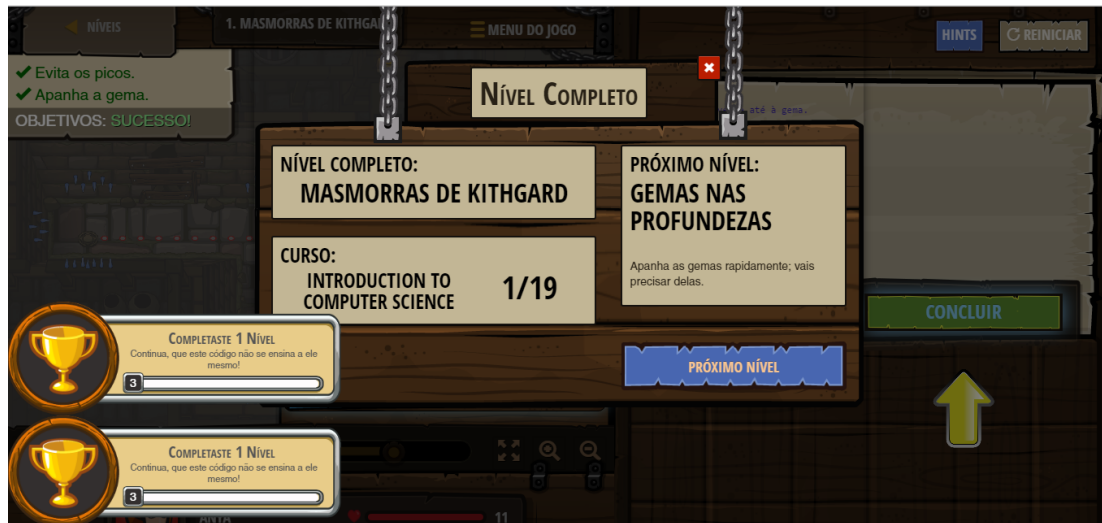 NÍVEIS
1. MASMORRAS DE KITHGA
MENU DO JOGO
HINTS
REINICIAR
Evita os picos.
Apanha a gema.
OBJETIVOS: SUCESSO!
NÍVEL COMPLETO
até à gema.
NÍVEL COMPLETO:
MASMORRAS DE KITHGARD
CURSO:
INTRODUCTION TO
COMPUTER SCIENCE
1/19
PRÓXIMO NÍVEL:
GEMAS NAS
PROFUNDEZAS
Apanha as gemas rapidamente; vais
precisar delas.
PRÓXIMO NÍVEL
CONCLUIR
COMPLETASTE 1 NÍVEL
Continua, que este código não se ensina a ele
mesmo!
3
COMPLETASTE 1 NÍVEL
Continua, que este código não se ensina a ele
mesmo!
3
ANYA
11